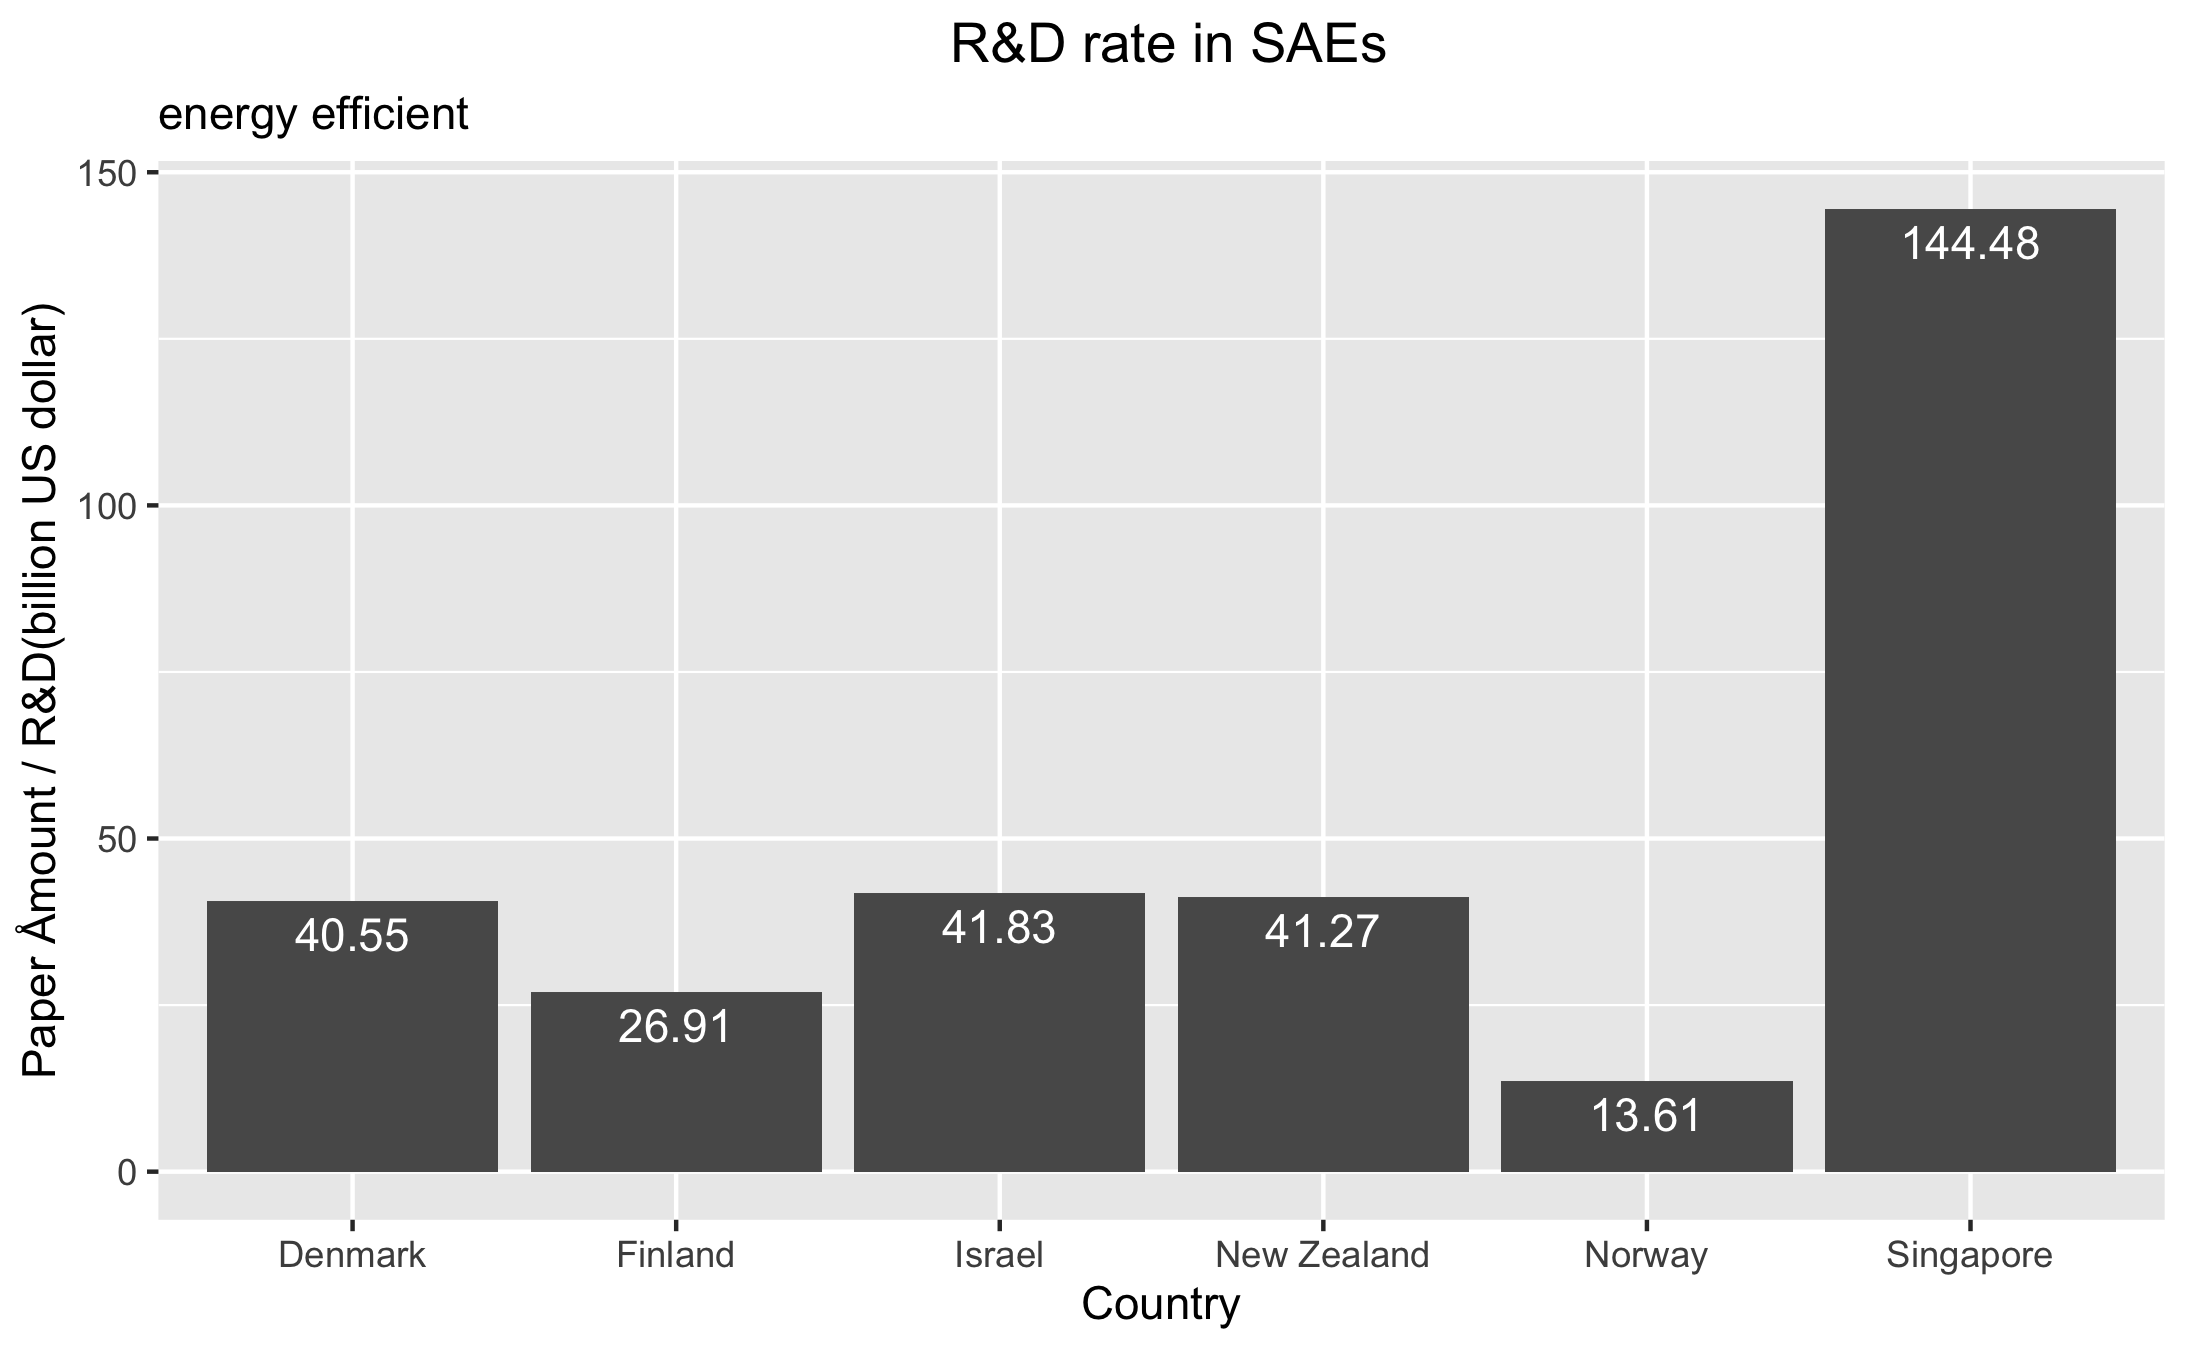 R&D rate in SAEs
energy efficient
Paper Åmount / R&D(billion US dollar)
150
100
50
0
144.48
40.55
26.91
41.83
41.27
13.61
Denmark
Finland
Israel
New Zealand
Norway
Singapore
Country